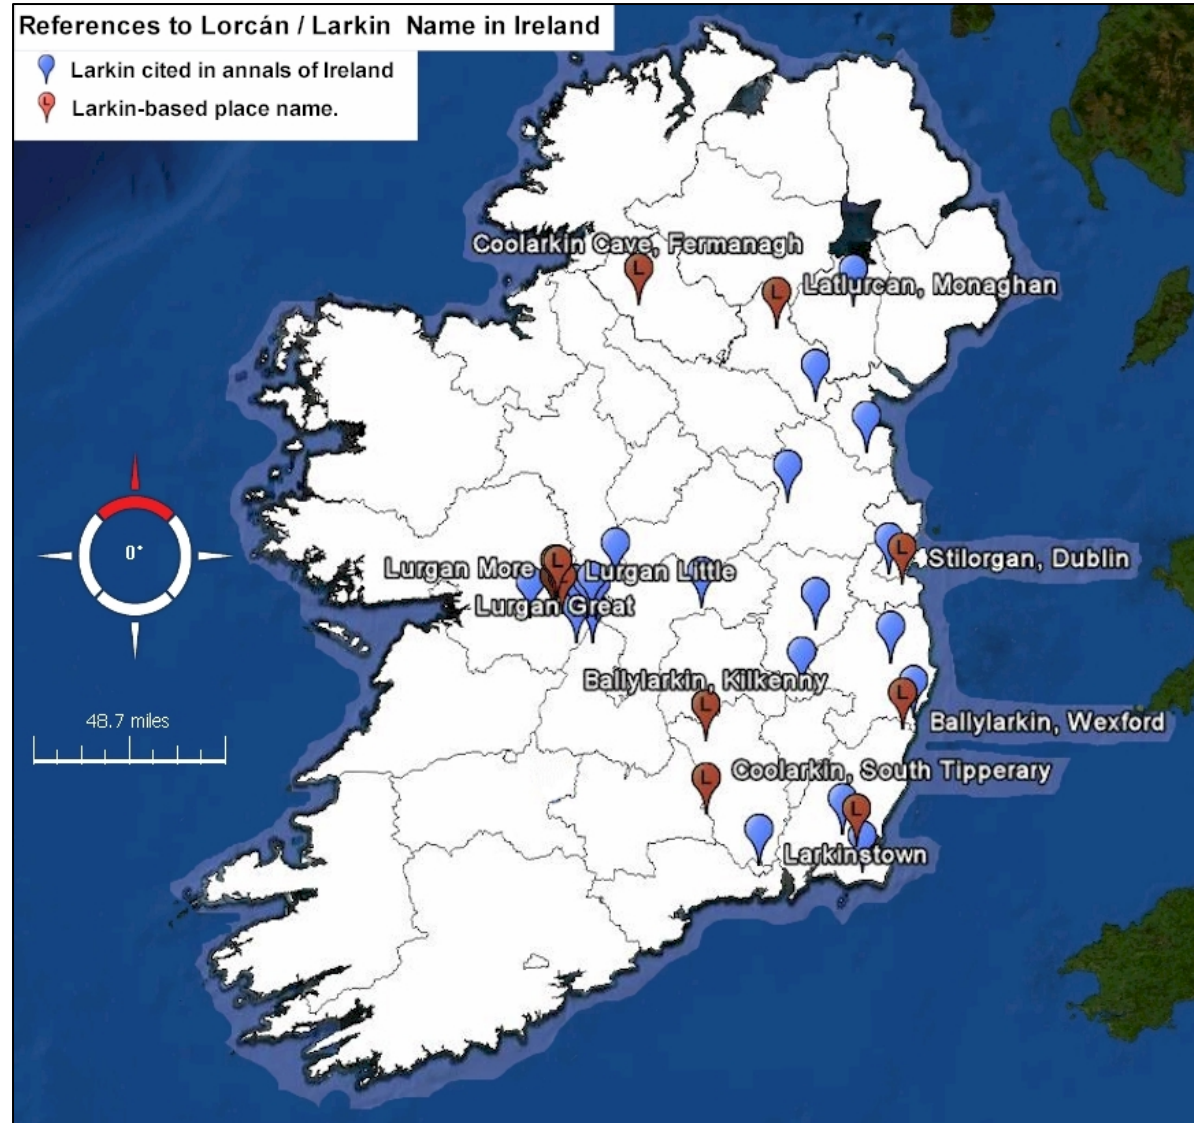 References to Lorcán / Larkin Name in Ireland
Larkin cited in annals of Ireland
L Larkin-based place name.
Coolarkin Cave, Fermanagh
L
L
Latlurcan, Monaghan
0°
L
Lurgan More
Lurgan Little
Lurgan Great
L
Stilorgan, Dublin
Ballylarkin, Kilkenny
L
L
Ballylarkin, Wexford
48.7 miles
L
Coolarkin, South Tipperary
L
Larkinstown